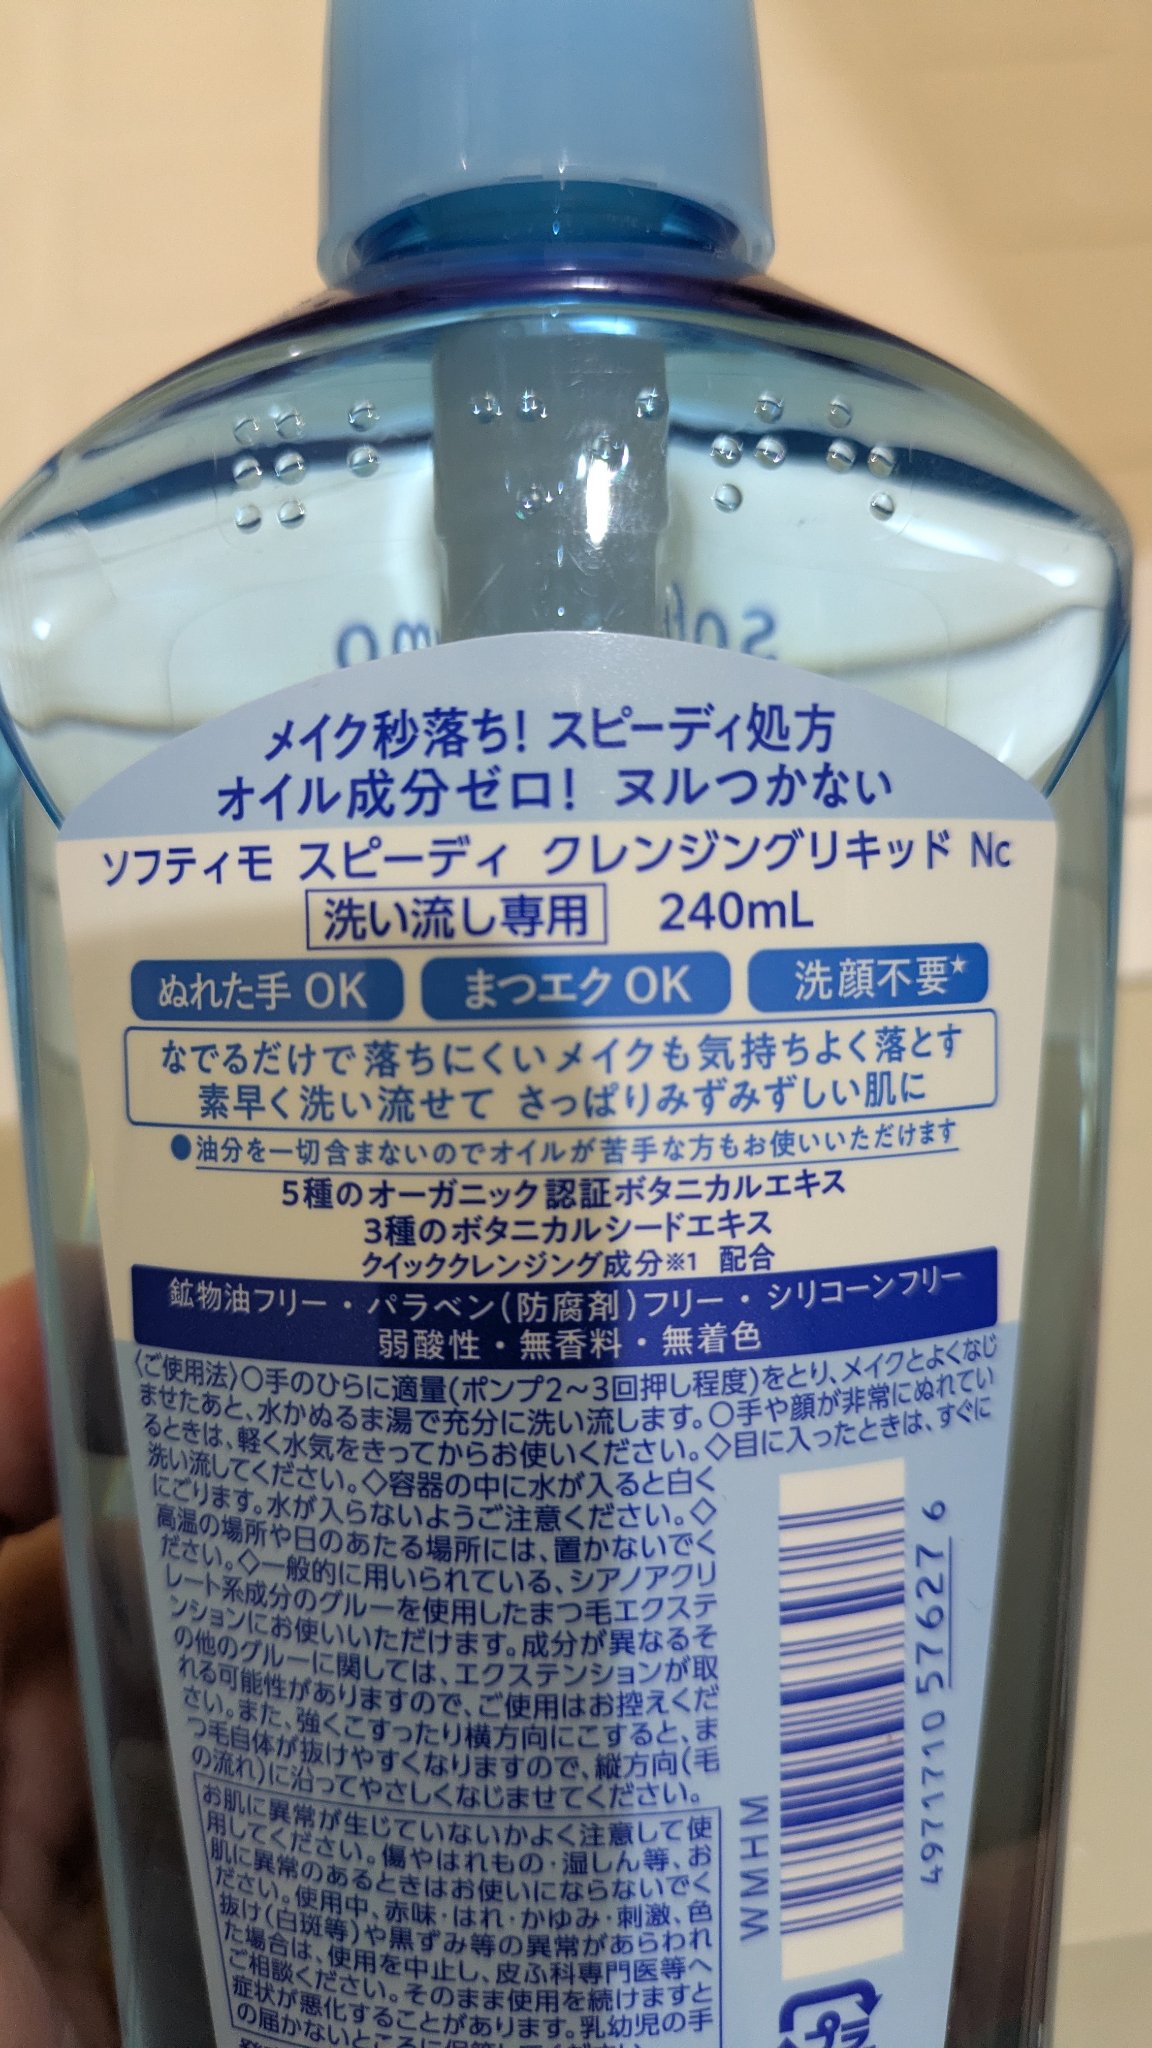 メイク秒落ち! スピーディ処方
オイル成分ゼロ! ヌルつかない
ソフティモ スピーディ クレンジングリキッド Nc
洗い流し専用 240mL
ぬれた手 OK まつエク OK 洗顔不要★
なでるだけで落ちにくいメイクも気持ちよく落とす
素早く洗い流せて さっぱりみずみずしい肌に
●油分を一切含まないのでオイルが苦手な方もお使いいただけます
5種のオーガニック認証ボタニカルエキス
3種のボタニカルシードエキス
クイッククレンジング成分※1 配合
鉱物油フリー・パラベン(防腐剤)フリー・シリコーンフリー
弱酸性・無香料・無着色
〈ご使用法〉○手のひらに適量(ポンプ2〜3回押し程度)をとり、メイクとよくなじ
ませたあと、水かぬるま湯で充分に洗い流します。○手や顔が非常にぬれてい
るときは、軽く水気をきってからお使いください。◇目に入ったときは、すぐに
洗い流してください。◇容器の中に水が入ると白く
にごります。水が入らないようご注意ください。◇
高温の場所や日のあたる場所には、置かないでく
ださい。◇一般的に用いられている、シアノアクリ
レート系成分のグルーを使用したまつ毛エクステ
ンションにお使いいただけます。成分が異なるそ
の他のグルーに関しては、エクステンションが取
れる可能性がありますので、ご使用はお控えくだ
さい。また、強くこすったり横方向にこすると、ま
つ毛自体が抜けやすくなりますので、縦方向(毛
の流れ)に沿ってやさしくなじませてください。
お肌に異常が生じていないかよく注意して使
用してください。傷やはれもの・湿しん等、お
肌に異常のあるときはお使いにならないでく
ださい。使用中、赤味・はれ・かゆみ・刺激、色
抜け(白斑等)や黒ずみ等の異常があらわれ
た場合は、使用を中止し、皮ふ科専門医等へ
ご相談ください。そのまま使用を続けますと
症状が悪化することがあります。乳幼児の手
の届かないところに保管してください。
WMHM
4971710 57627 6
プラ